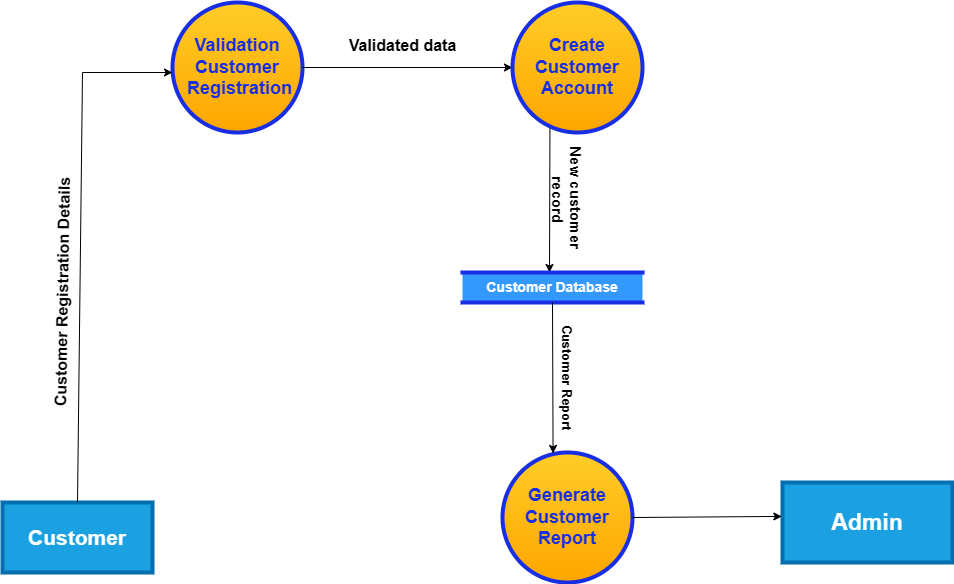 Validation
Customer
Registration
Validated data
Create
Customer
Account
New customer
record
Customer Registration Details
Customer Database
Customer Report
Generate
Customer
Report
Admin
Customer